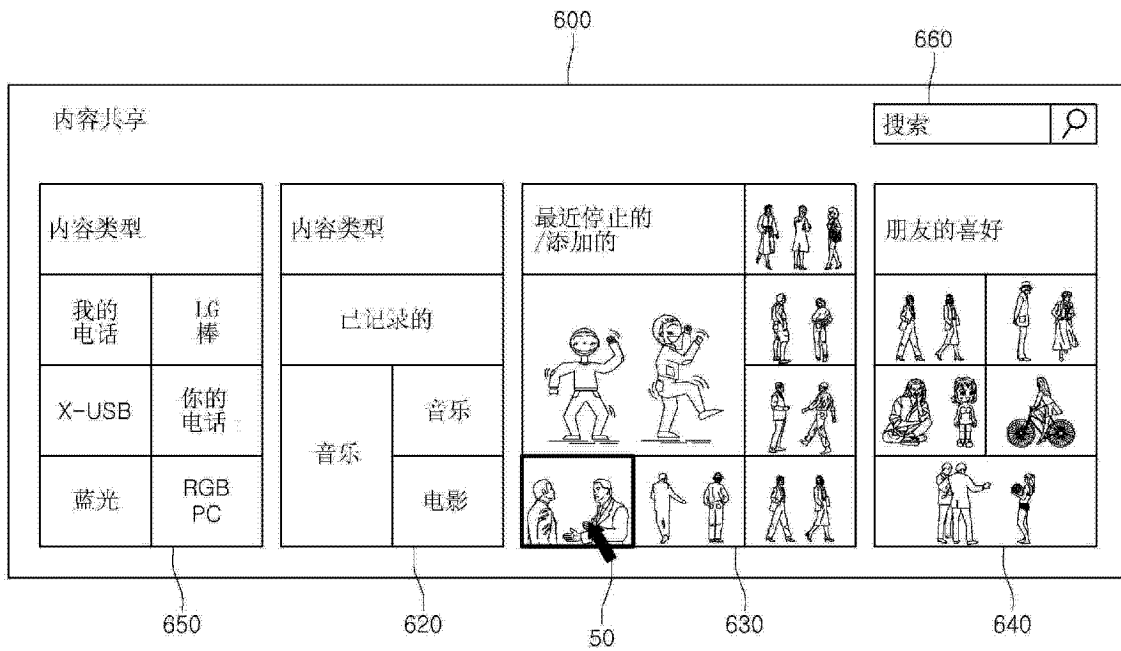 600
660
内容共享
搜索
内容类型
我的
电话
LG
棒
X-USB
你的
电话
蓝光
RGB
PC
内容类型
已记录的
音乐
音乐
电影
最近停止的
/添加的
朋友的喜好
650
620
50
630
640